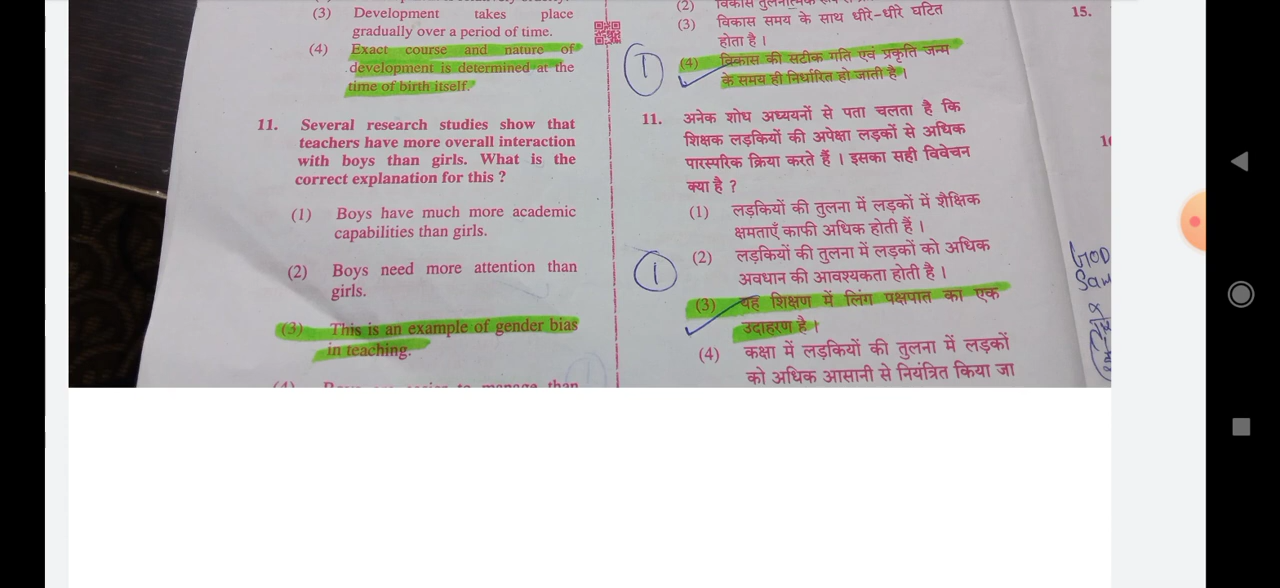 (3) Development takes place
gradually over a period of time.
(4) Exact course and nature of
development is determined at the
time of birth itself.
11. Several research studies show that
teachers have more overall interaction
with boys than girls. What is the
correct explanation for this ?
(1) Boys have much more academic
capabilities than girls.
(2) Boys need more attention than
girls.
(3) This is an example of gender bias
in teaching.
than
(2) विकास
(3) विकास समय के साथ धीरे-धीरे घटित
होता है ।
(4) विकास की सटीक गति एवं प्रकृति जन्म
के समय ही निर्धारित हो जाती है ।
1
11. अनेक शोध अध्ययनों से पता चलता है कि
शिक्षक लड़कियों की अपेक्षा लड़कों से अधिक
पारस्परिक क्रिया करते हैं । इसका सही विवेचन
क्या है ?
(1) लड़कियों की तुलना में लड़कों में शैक्षिक
क्षमताएँ काफी अधिक होती हैं ।
(2) लड़कियों की तुलना में लड़कों को अधिक
अवधान की आवश्यकता होती है ।
1
(3) यह शिक्षण में लिंग पक्षपात का एक
उदाहरण है ।
(4) कक्षा में लड़कियों की तुलना में लड़कों
को अधिक आसानी से नियंत्रित किया जा
15.
GOD